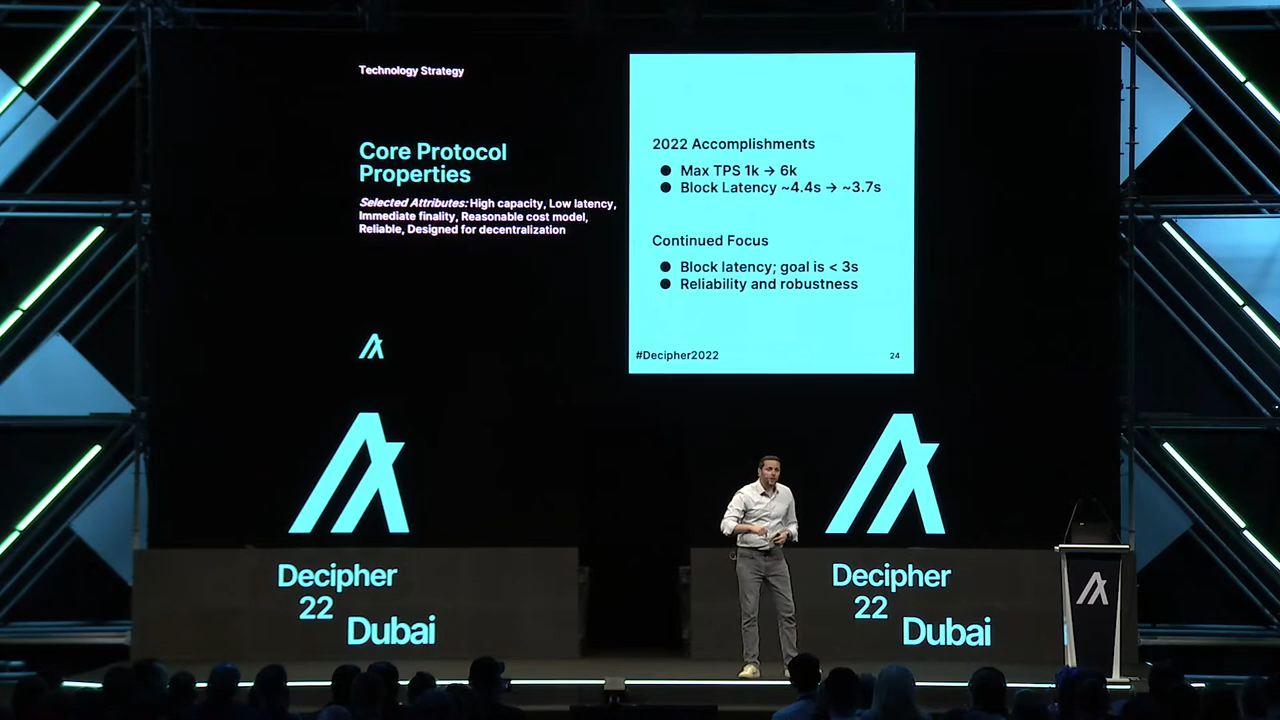 Technology Strategy
Core Protocol
Properties
Selected Attributes: High capacity, Low latency,
Immediate finality, Reasonable cost model,
Reliable, Designed for decentralization
2022 Accomplishments
● Max TPS 1k → 6k
● Block Latency ~4.4s → ~3.7s
Continued Focus
● Block latency; goal is < 3s
● Reliability and robustness
#Decipher2022
24
Decipher
22
Dubai
Decipher
22
Dubai